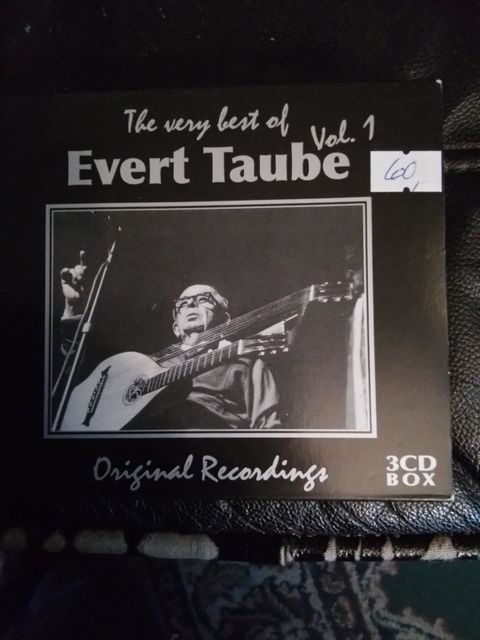 The very best of
Vol. 1
Evert Taube
60,-
Original Recordings
3CD
BOX